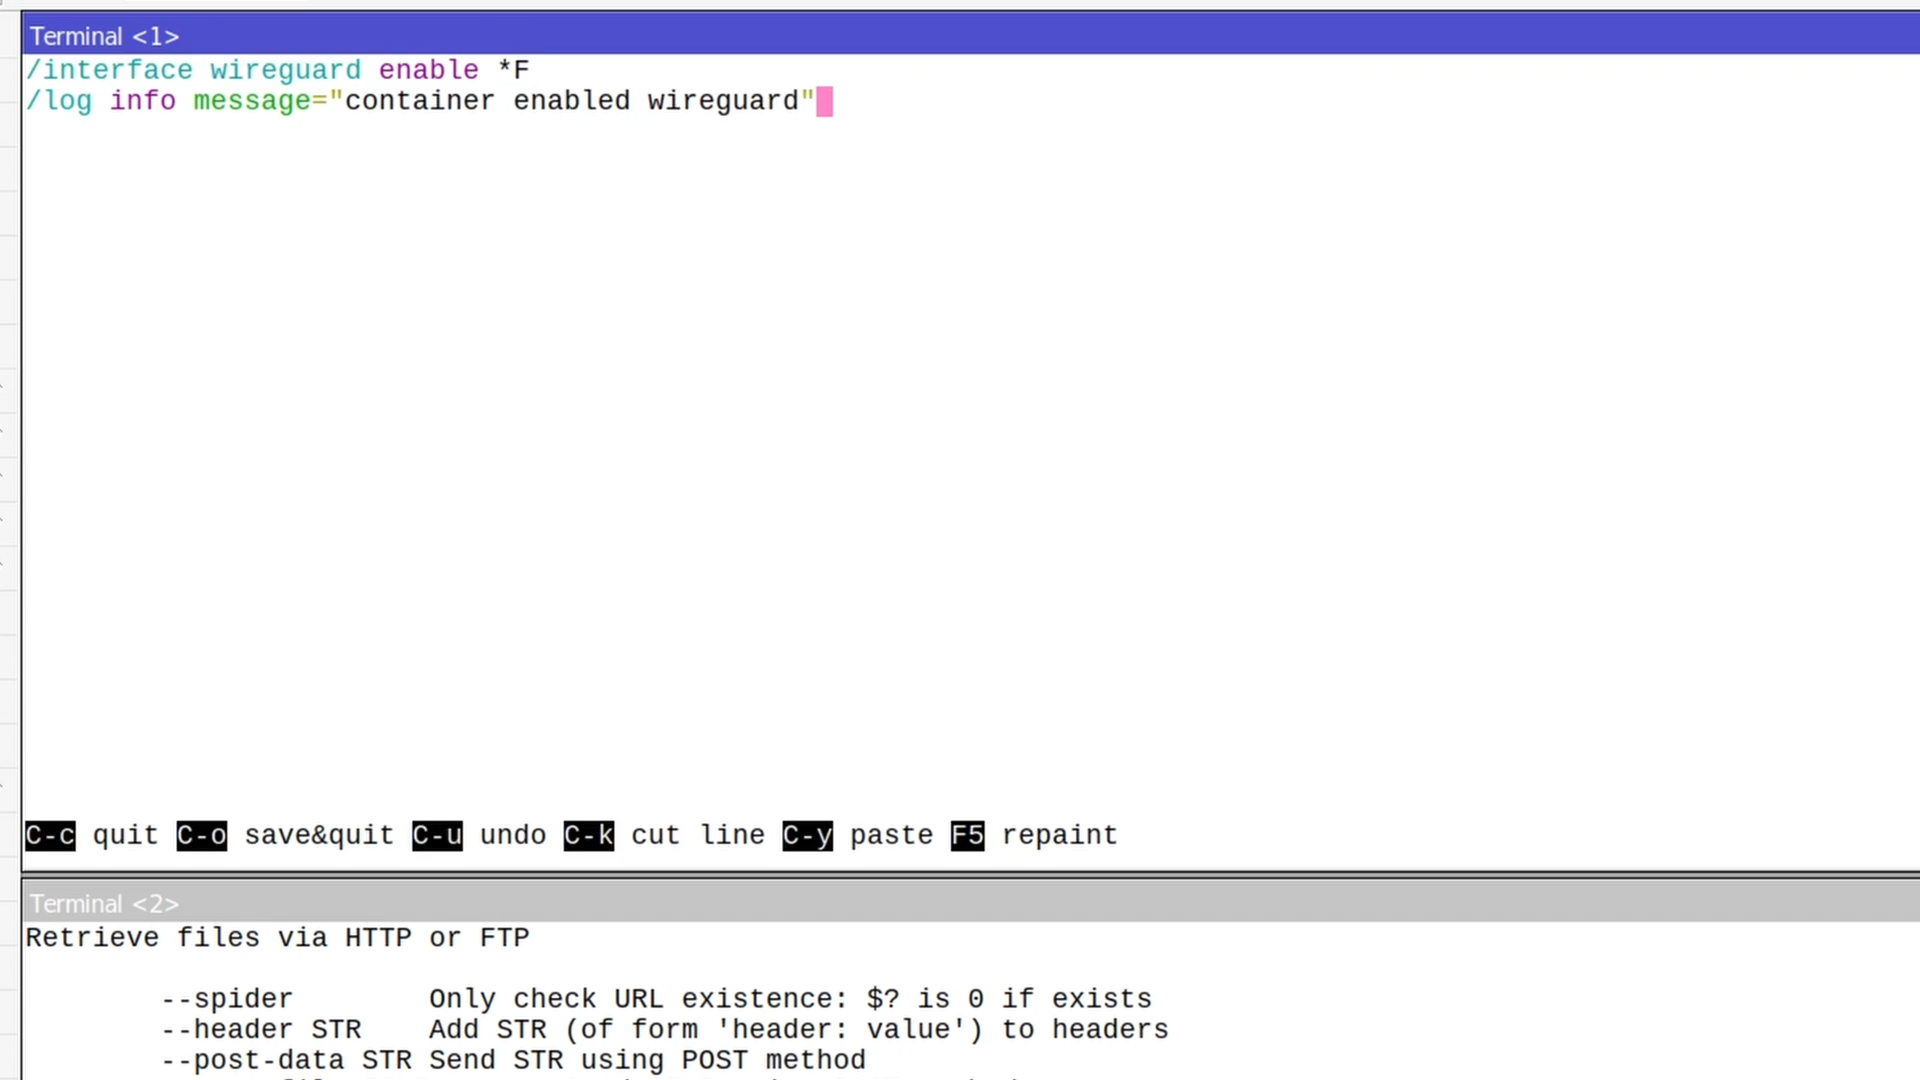 Terminal <1>
/interface wireguard enable *F
/log info message="container enabled wireguard"
C-c quit C-o save&quit C-u undo C-k cut line C-y paste F5 repaint
Terminal <2>
Retrieve files via HTTP or FTP
--spider Only check URL existence: $? is 0 if exists
--header STR Add STR (of form 'header: value') to headers
--post-data STR Send STR using POST method